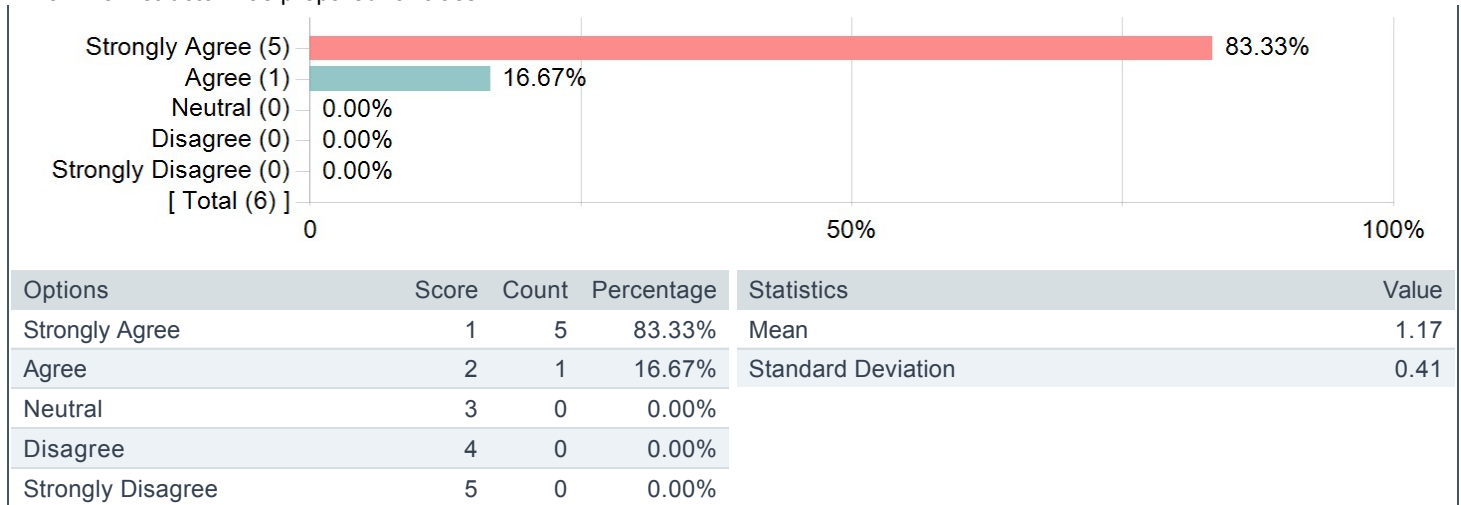 Strongly Agree (5) 83.33%
Agree (1) 16.67%
Neutral (0) 0.00%
Disagree (0) 0.00%
Strongly Disagree (0) 0.00%
[ Total (6) ]
0 50% 100%
Options Score Count Percentage
Strongly Agree 1 5 83.33%
Agree 2 1 16.67%
Neutral 3 0 0.00%
Disagree 4 0 0.00%
Strongly Disagree 5 0 0.00%
Statistics Value
Mean 1.17
Standard Deviation 0.41